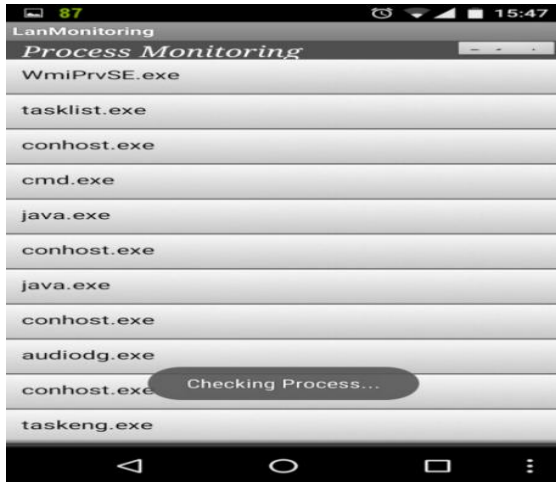 87 15:47
LanMonitoring
Process Monitoring
WmiPrvSE.exe
tasklist.exe
conhost.exe
cmd.exe
java.exe
conhost.exe
java.exe
conhost.exe
audiodg.exe
conhost.exe
Checking Process...
taskeng.exe